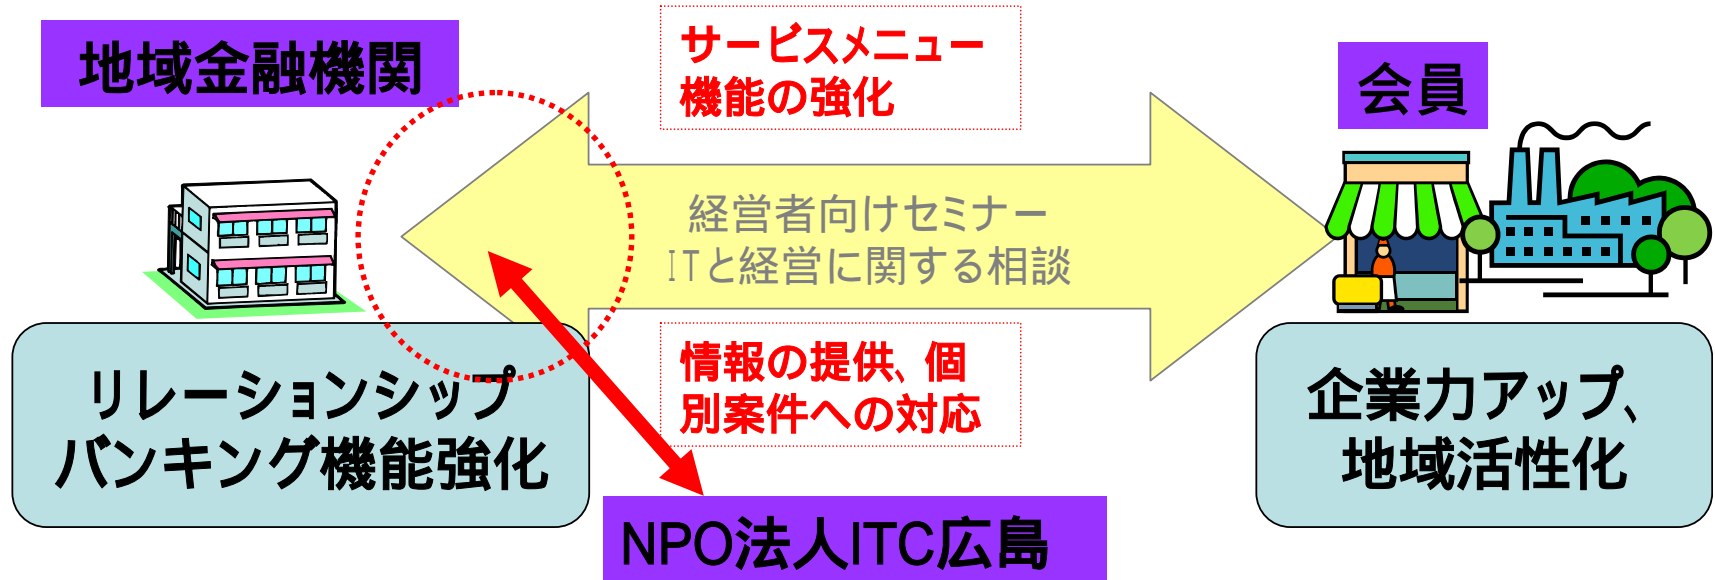 地域金融機関
サービスメニュー
機能の強化
会員
経営者向けセミナー
ITと経営に関する相談
リレーションシップ
バンキング機能強化
情報の提供、個
別案件への対応
企業力アップ、
地域活性化
NPO法人ITC広島